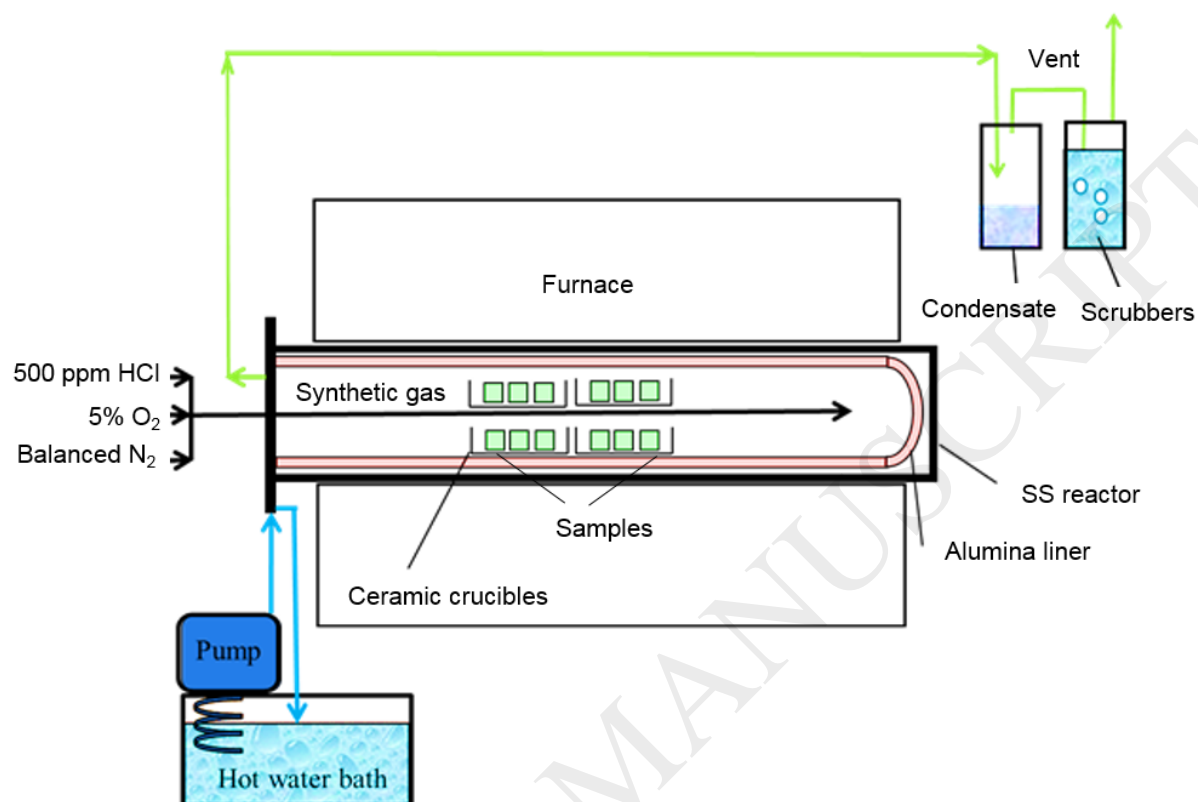 Vent
Furnace
Condensate
Scrubbers
500 ppm HCl
Synthetic gas
5% O₂
Balanced N₂
SS reactor
Samples
Alumina liner
Ceramic crucibles
Pump
Hot water bath
MANUSCRIPT